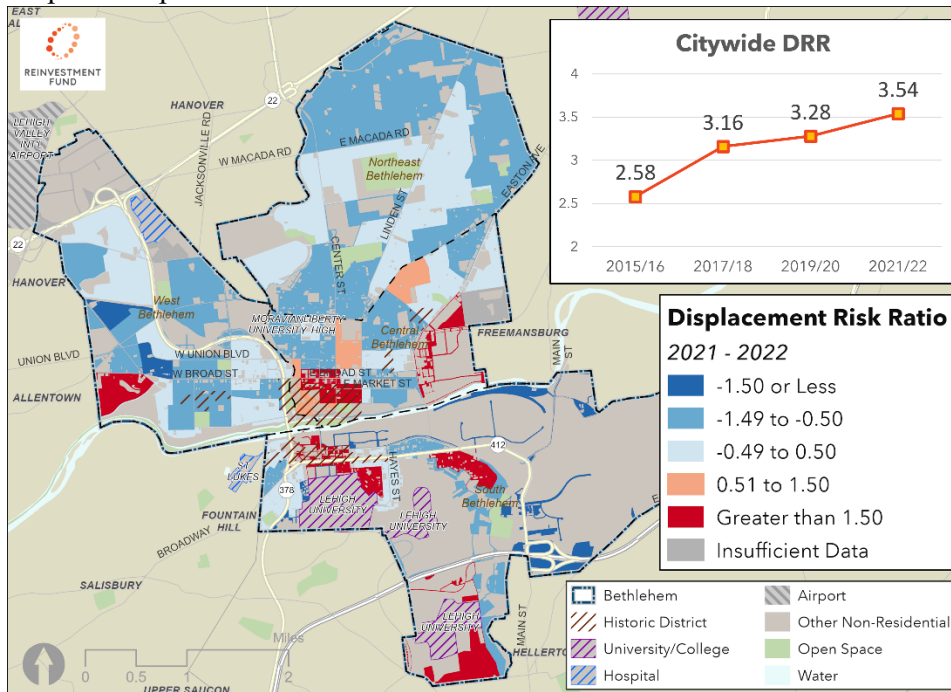 EAST
REINVESTMENT
FUND
HANOVER
22
LEHIGH
VALLEY
INTL
AIRPORT
JACKSONVILLE RD
W MACADA RD
E MACADA RD
Northeast
Bethlehem
LINDEN ST
EASTON AVE
CENTER ST
22
HANOVER
West
Bethlehem
MORAVIAN
UNIVERSITY
LIBERTY
HIGH
Central
Bethlehem
FREEMANSBURG
MAIN ST
UNION BLVD
W UNION BLVD
W BROAD ST
E BROAD ST
E MARKET ST
ALLENTOWN
412
HAYES ST
ST
LUKES
378
LEHIGH
UNIVERSITY
LEHIGH
UNIVERSITY
South
Bethlehem
FOUNTAIN
HILL
BROADWAY
SALISBURY
LEHIGH
UNIVERSITY
MAIN ST
UPPER SAUCON
Miles
0 1 2
Citywide DRR
4
3.5
3
2.5
2
2.58
3.16
3.28
3.54
2015/16 2017/18 2019/20 2021/22
Displacement Risk Ratio
2021 - 2022
-1.50 or Less
-1.49 to -0.50
-0.49 to 0.50
0.51 to 1.50
Greater than 1.50
Insufficient Data
Bethlehem
Historic District
University/College
Hospital
Airport
Other Non-Residential
Open Space
Water